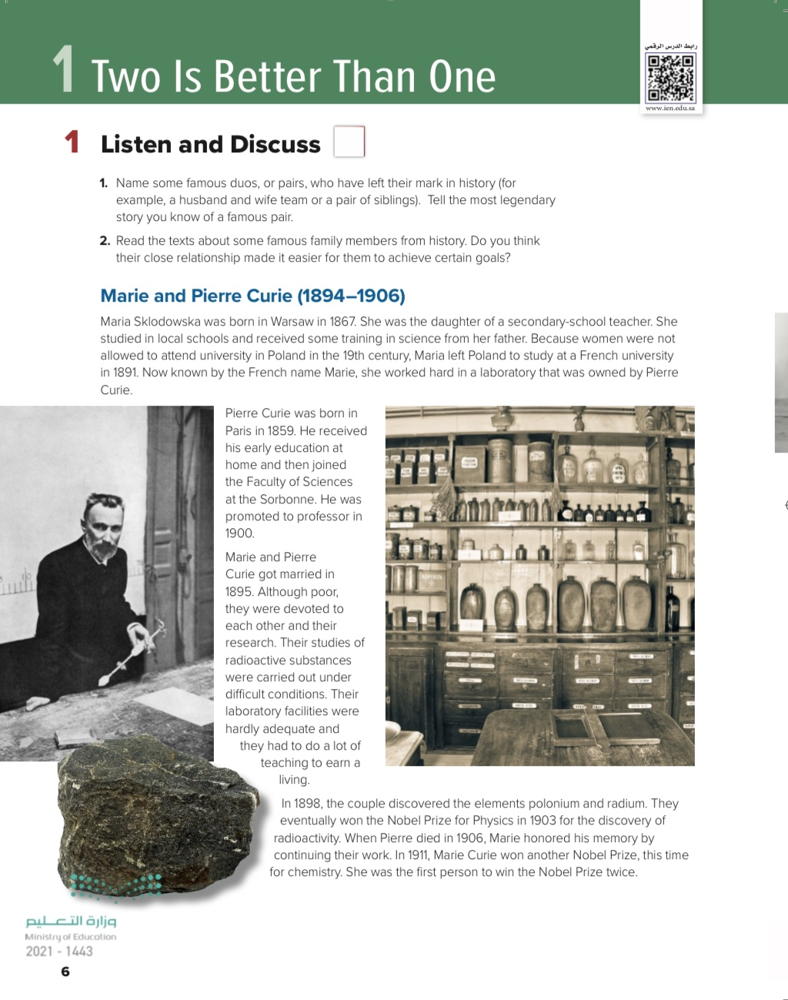 1 Two Is Better Than One
رابط الدرس الرقمي
www.ien.edu.sa
1 Listen and Discuss
1. Name some famous duos, or pairs, who have left their mark in history (for
example, a husband and wife team or a pair of siblings). Tell the most legendary
story you know of a famous pair.
2. Read the texts about some famous family members from history. Do you think
their close relationship made it easier for them to achieve certain goals?
Marie and Pierre Curie (1894–1906)
Maria Sklodowska was born in Warsaw in 1867. She was the daughter of a secondary-school teacher. She
studied in local schools and received some training in science from her father. Because women were not
allowed to attend university in Poland in the 19th century, Maria left Poland to study at a French university
in 1891. Now known by the French name Marie, she worked hard in a laboratory that was owned by Pierre
Curie.
Pierre Curie was born in
Paris in 1859. He received
his early education at
home and then joined
the Faculty of Sciences
at the Sorbonne. He was
promoted to professor in
1900.
Marie and Pierre
Curie got married in
1895. Although poor,
they were devoted to
each other and their
research. Their studies of
radioactive substances
were carried out under
difficult conditions. Their
laboratory facilities were
hardly adequate and
they had to do a lot of
teaching to earn a
living.
ASPIRIN
In 1898, the couple discovered the elements polonium and radium. They
eventually won the Nobel Prize for Physics in 1903 for the discovery of
radioactivity. When Pierre died in 1906, Marie honored his memory by
continuing their work. In 1911, Marie Curie won another Nobel Prize, this time
for chemistry. She was the first person to win the Nobel Prize twice.
وزارة التعليم
Ministry of Education
2021 - 1443
6